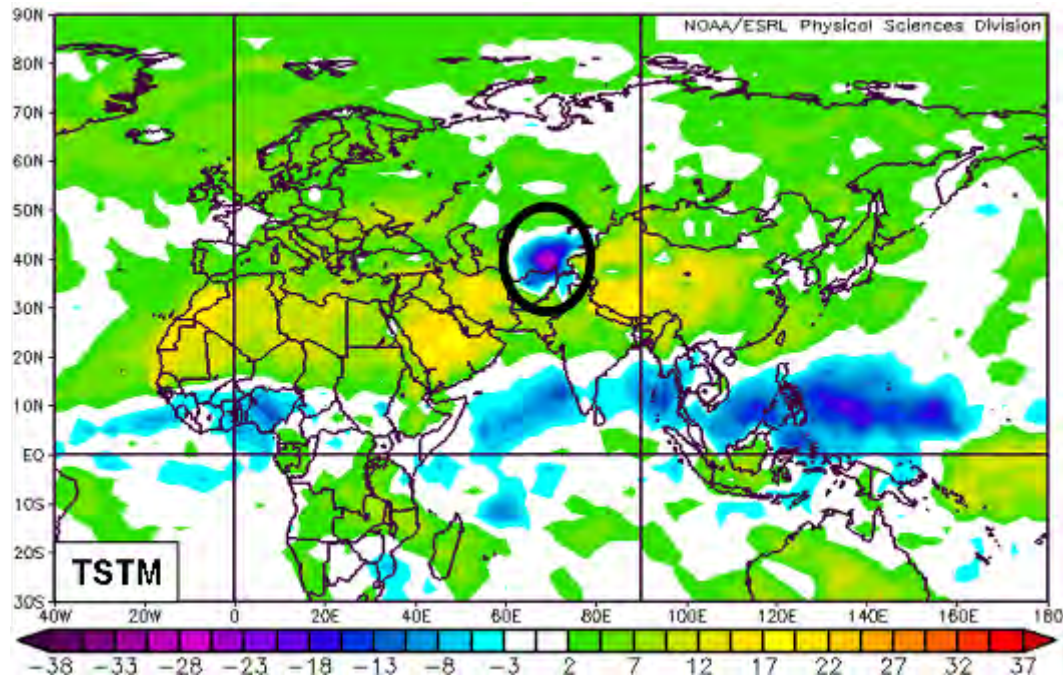 90N
NOAA/ESRL Physical Sciences Division
80N
70N
60N
50N
40N
30N
20N
10N
EQ
10S
20S
TSTM
30S
40W 20W 0 20E 40E 60E 80E 100E 120E 140E 160E 180
-38 -33 -28 -23 -18 -13 -8 -3 2 7 12 17 22 27 32 37